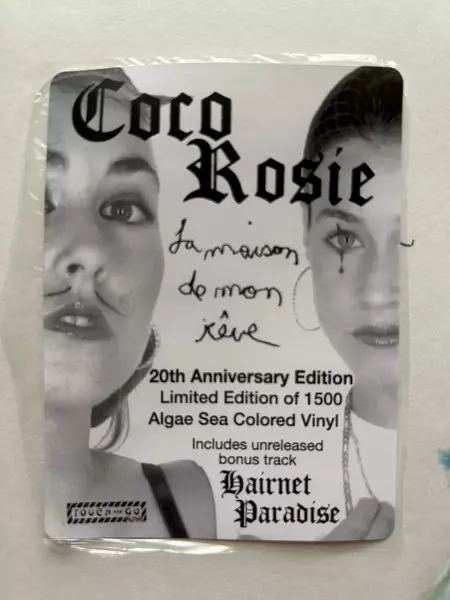 Coco
Rosie
La maison
de mon
rêve
20th Anniversary Edition
Limited Edition of 1500
Algae Sea Colored Vinyl
Includes unreleased
bonus track
Hairnet
Paradise
TOUCH AND GO